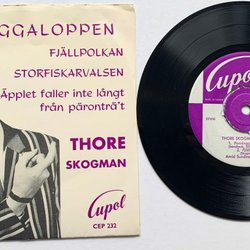 GGALOPPEN
FJÄLLPOLKAN
STORFISKARVALSEN
Äpplet faller inte långt
från päronträ't
THORE
SKOGMAN
Cupol
CEP 232
Cupol
THORE SKOGMAN